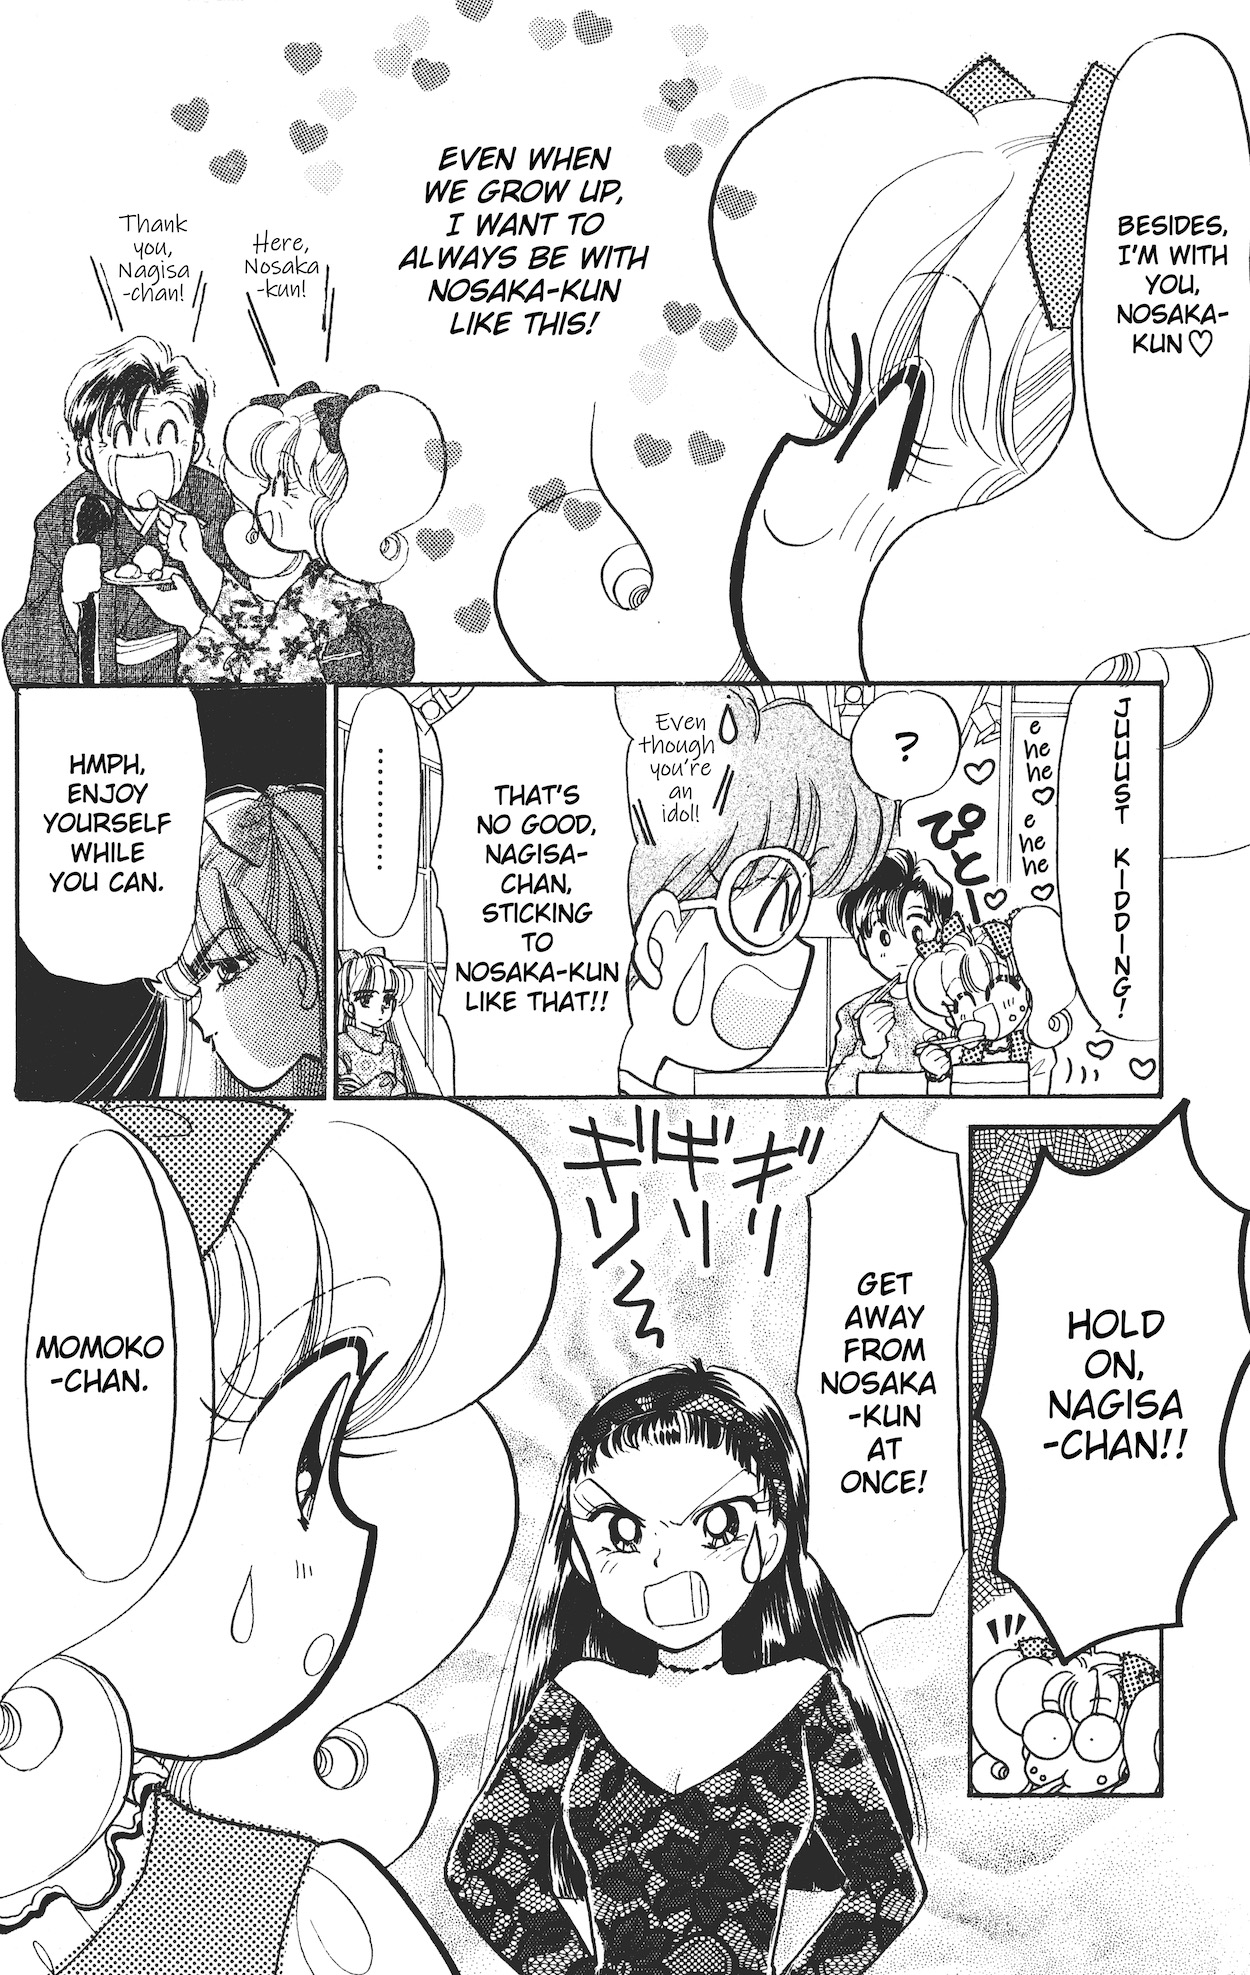 BESIDES,
I'M WITH
YOU,
NOSAKA-
KUN♡
EVEN WHEN
WE GROW UP,
I WANT TO
ALWAYS BE WITH
NOSAKA-KUN
LIKE THIS!
Here,
Nosaka
-kun!
Thank
you,
Nagisa
-chan!
JUUUST KIDDING!
e
he
he
♡
e
he
he
♡
ぴとー
?
Even
though
you're
an
idol!
THAT'S
NO GOOD,
NAGISA-
CHAN,
STICKING
TO
NOSAKA-KUN
LIKE THAT!!
..........
HMPH,
ENJOY
YOURSELF
WHILE
YOU CAN.
HOLD
ON,
NAGISA
-CHAN!!
GET
AWAY
FROM
NOSAKA
-KUN
AT
ONCE!
ギリ
ギリ
ギリ
MOMOKO
-CHAN.